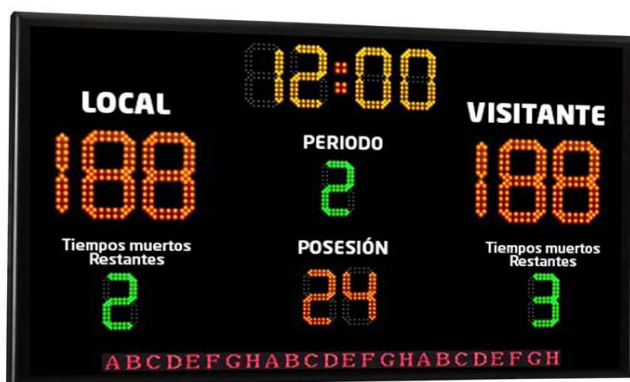 12:00
LOCAL
VISITANTE
188
PERIODO
188
2
Tiempos muertos
Restantes
POSESIÓN
Tiempos muertos
Restantes
2
24
3
ABCDEFGHABCDEFGHABCDEFGH